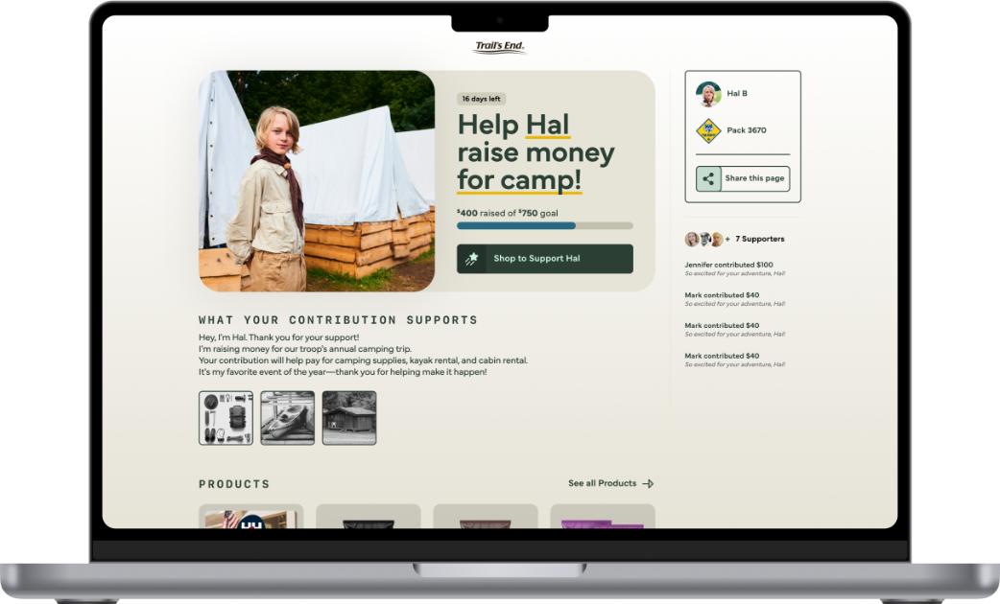 Trail's End.
16 days left
Help Hal
raise money
for camp!
$400 raised of $750 goal
Shop to Support Hal
Hal B
Pack 3670
Share this page
+ 7 Supporters
Jennifer contributed $100
So excited for your adventure, Hal!
Mark contributed $40
So excited for your adventure, Hal!
Mark contributed $40
So excited for your adventure, Hal!
Mark contributed $40
So excited for your adventure, Hal!
WHAT YOUR CONTRIBUTION SUPPORTS
Hey, I'm Hal. Thank you for your support!
I'm raising money for our troop's annual camping trip.
Your contribution will help pay for camping supplies, kayak rental, and cabin rental.
It's my favorite event of the year—thank you for helping make it happen!
PRODUCTS
See all Products